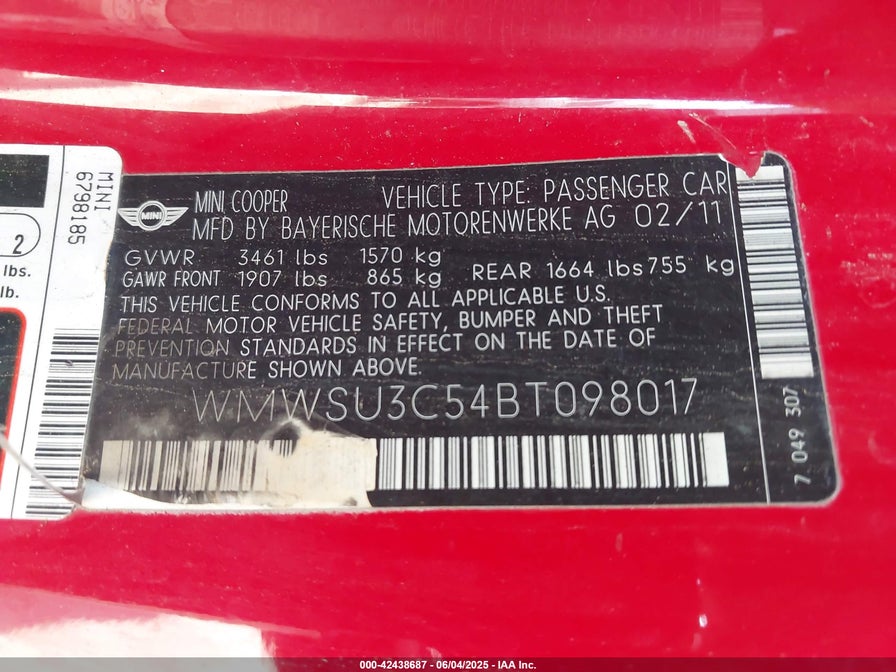 MINI
6798185
2
lbs.
lb.
MINI
MINI COOPER
VEHICLE TYPE: PASSENGER CAR
MFD BY BAYERISCHE MOTORENWERKE AG 02/11
GVWR 3461 lbs 1570 kg
GAWR FRONT 1907 lbs 865 kg REAR 1664 lbs 755 kg
THIS VEHICLE CONFORMS TO ALL APPLICABLE U.S.
FEDERAL MOTOR VEHICLE SAFETY, BUMPER AND THEFT
PREVENTION STANDARDS IN EFFECT ON THE DATE OF
MANUFACTURE SHOWN ABOVE.
WMWSU3C54BT098017
7 049 307
000-42438687 - 06/04/2025 - IAA Inc.